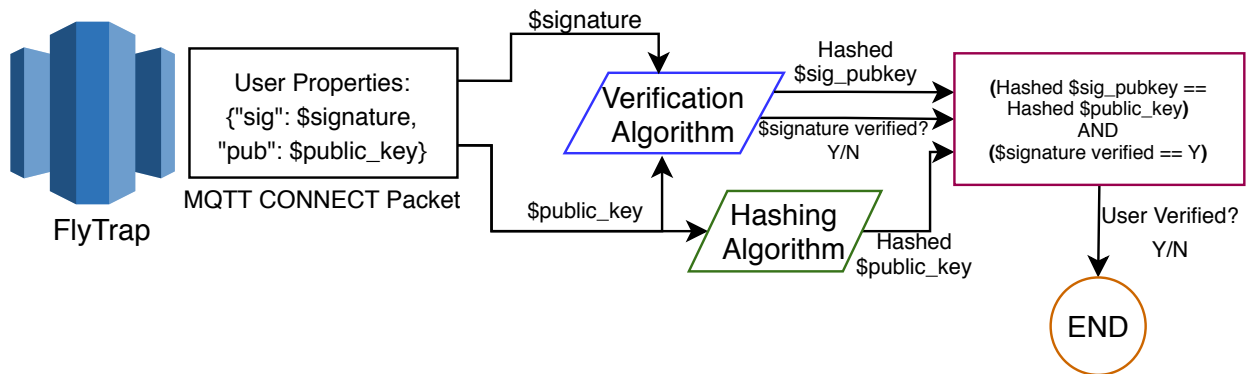 FlyTrap
User Properties:
{"sig": $signature,
"pub": $public_key}
MQTT CONNECT Packet
$signature
$public_key
Verification
Algorithm
Hashing
Algorithm
Hashed
$sig_pubkey
$signature verified?
Y/N
Hashed
$public_key
(Hashed $sig_pubkey ==
Hashed $public_key)
AND
($signature verified == Y)
User Verified?
Y/N
END